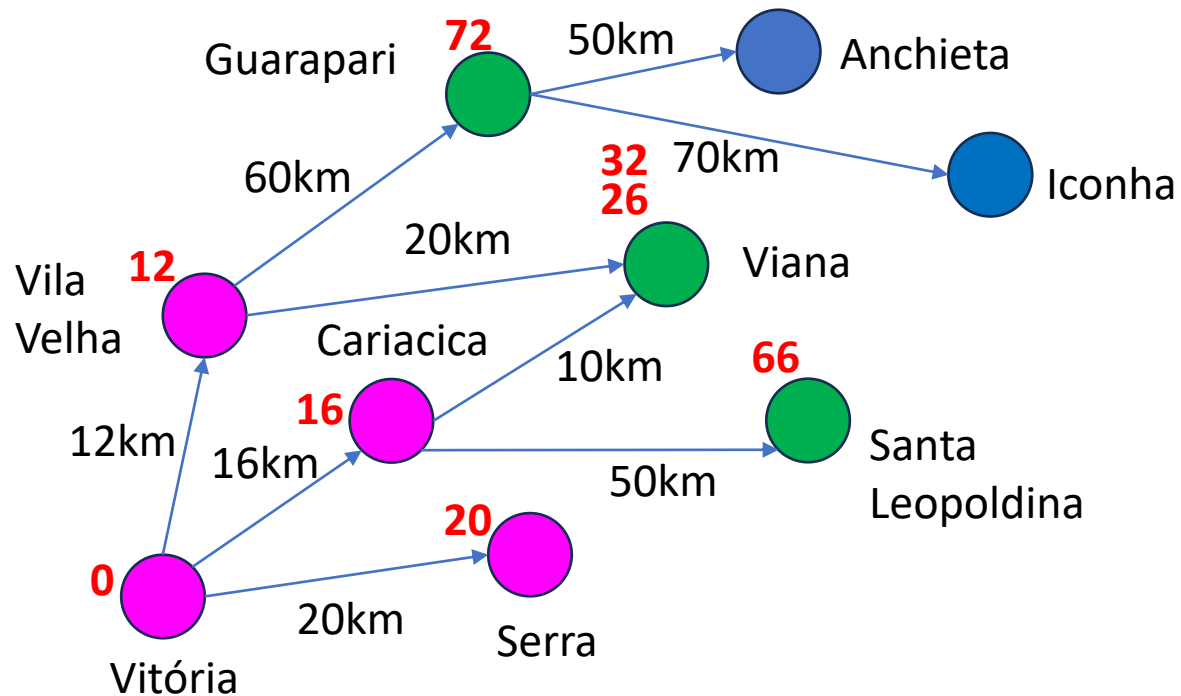 72
50km
Guarapari
Anchieta
60km
32
70km
26
Iconha
20km
12
Vila
Velha
Viana
Cariacica
10km
66
16
12km
16km
50km
Santa
Leopoldina
20
0
20km
Serra
Vitória